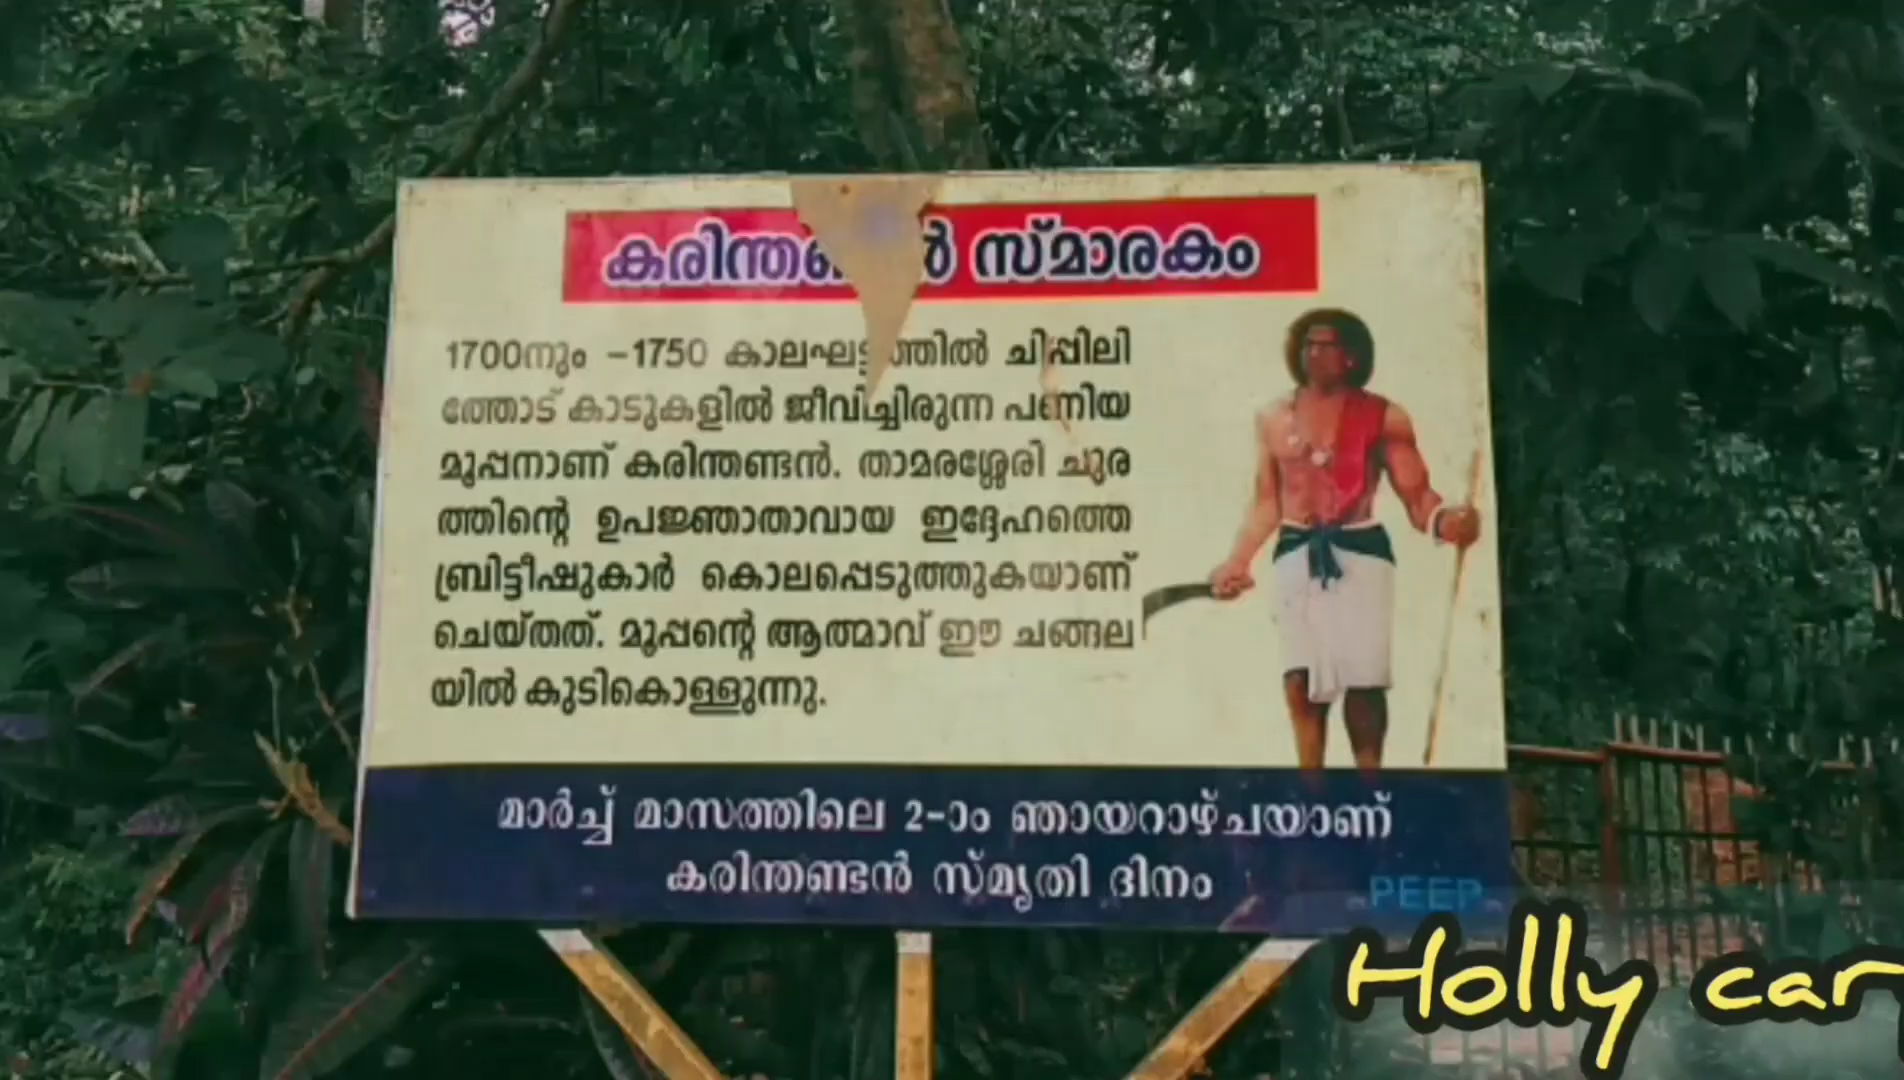 കരിന്തണ്ടൻ സ്മാരകം
1700നും -1750 കാലഘട്ടത്തിൽ ചിപ്പിലി
ത്തോട് കാടുകളിൽ ജീവിച്ചിരുന്ന പണിയ
മൂപ്പനാണ് കരിന്തണ്ടൻ. താമരശ്ശേരി ചുര
ത്തിന്റെ ഉപജ്ഞാതാവായ ഇദ്ദേഹത്തെ
ബ്രിട്ടീഷുകാർ കൊലപ്പെടുത്തുകയാണ്
ചെയ്തത്. മൂപ്പന്റെ ആത്മാവ് ഈ ചങ്ങല
യിൽ കുടികൊള്ളുന്നു.
മാർച്ച് മാസത്തിലെ 2-ാം ഞായറാഴ്ചയാണ്
കരിന്തണ്ടൻ സ്മൃതി ദിനം
PEEP
Holly car